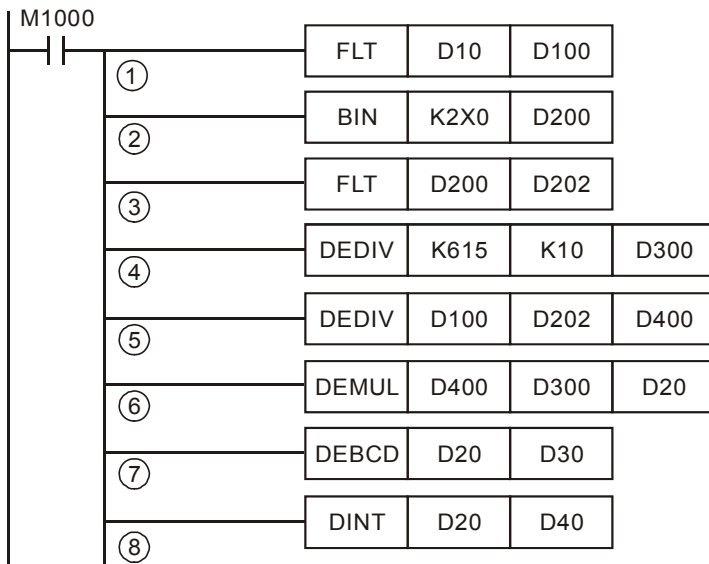 M1000
FLT D10 D100
①
BIN K2X0 D200
②
FLT D200 D202
③
DEDIV K615 K10 D300
④
DEDIV D100 D202 D400
⑤
DEMUL D400 D300 D20
⑥
DEBCD D20 D30
⑦
DINT D20 D40
⑧